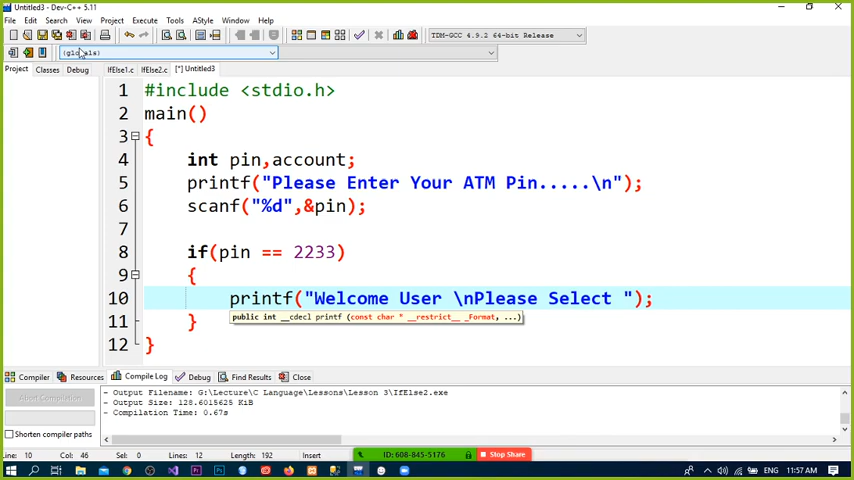 Untitled3 - Dev-C++ 5.11
File Edit Search View Project Execute Tools AStyle Window Help
TDM-GCC 4.9.2 64-bit Release
(globals)
Project Classes Debug IfElse1.c IfElse2.c [*] Untitled3
1 #include <stdio.h>
2 main()
3 {
4 int pin,account;
5 printf("Please Enter Your ATM Pin.....\n");
6 scanf("%d",&pin);
7
8 if(pin == 2233)
9 {
10 printf("Welcome User \nPlease Select ");
public int __cdecl printf (const char * __restrict__ _Format, ...)
11 }
12 }
Compiler Resources Compile Log Debug Find Results Close
Abort Compilation
- Output Filename: G:\Lecture\C Language\Lessons\Lesson 3\IfElse2.exe
- Output Size: 128.6015625 KiB
- Compilation Time: 0.67s
Shorten compiler paths
Line: 10 Col: 46 Sel: 0 Lines: 12 Length: 192 Insert
ID: 608-845-5176 Stop Share
ENG 11:57 AM